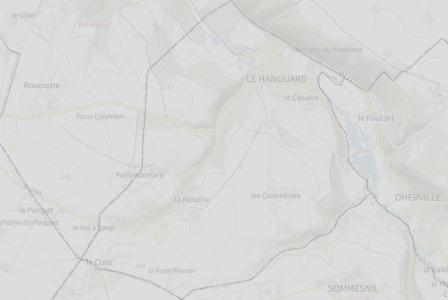 le Gibet
Val Rigout
LE HANOUARD
Roucrotte
le Calvaire
Fosse Caudebec
le Foucart
Parfondemare
la Métairie
les Colombiers
OHERVILLE
le Parquet
Plaine du Parquet
le Val à Loup
le Clais
la Fosse Mouton
SOMMESNIL